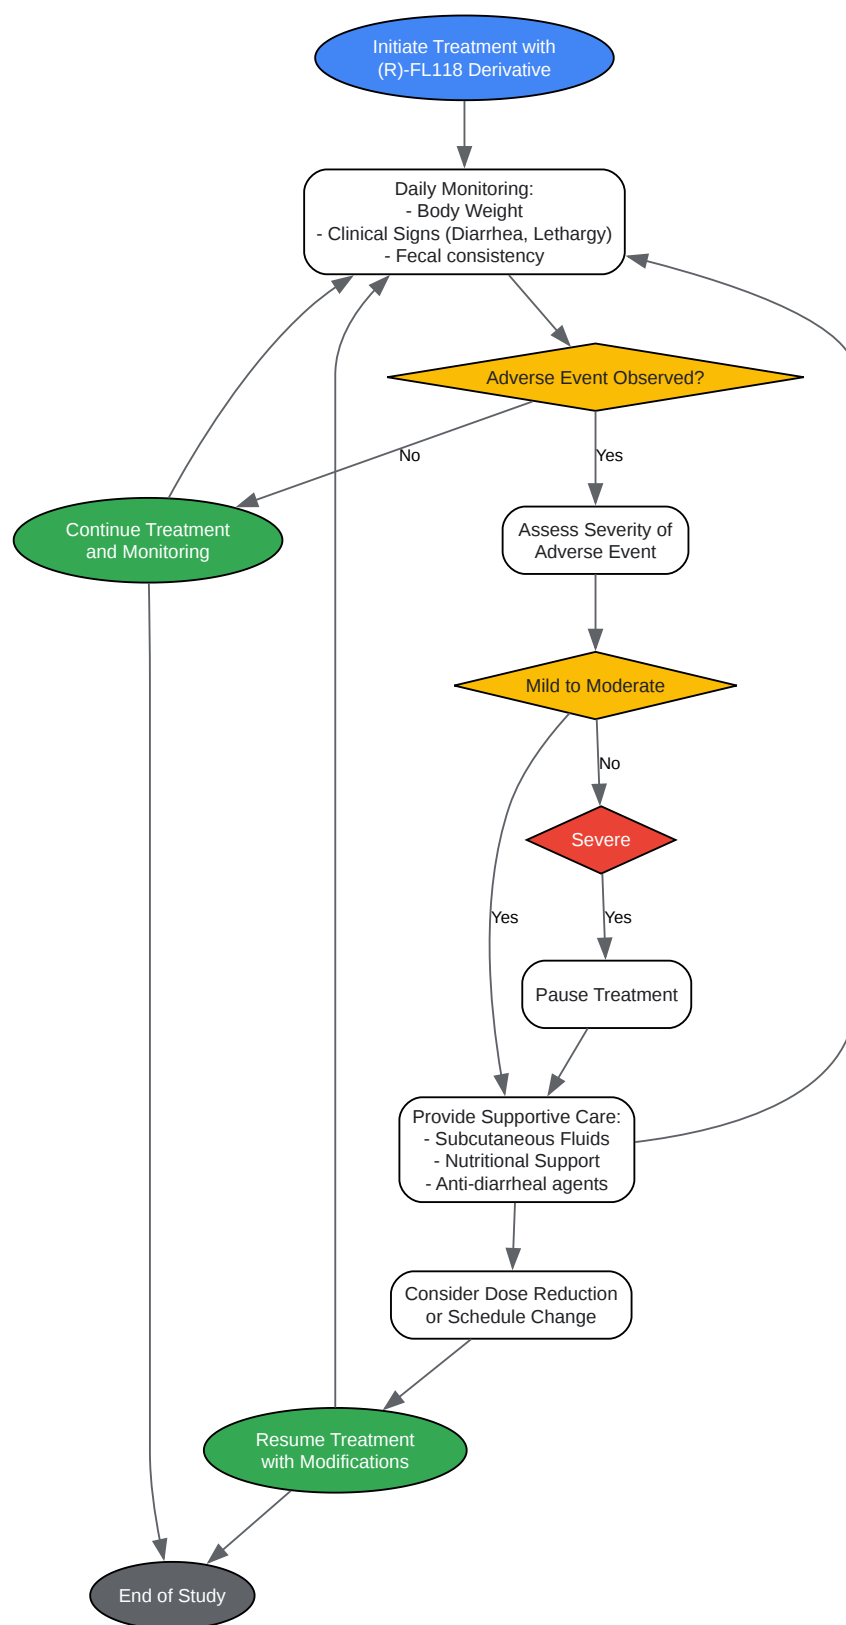 Initiate Treatment with
(R)-FL118 Derivative
Daily Monitoring:
- Body Weight
- Clinical Signs (Diarrhea, Lethargy)
- Fecal consistency
Adverse Event Observed?
No
Yes
Continue Treatment
and Monitoring
Assess Severity of
Adverse Event
Mild to Moderate
No
Severe
Yes
Yes
Pause Treatment
Provide Supportive Care:
- Subcutaneous Fluids
- Nutritional Support
- Anti-diarrheal agents
Consider Dose Reduction
or Schedule Change
Resume Treatment
with Modifications
End of Study